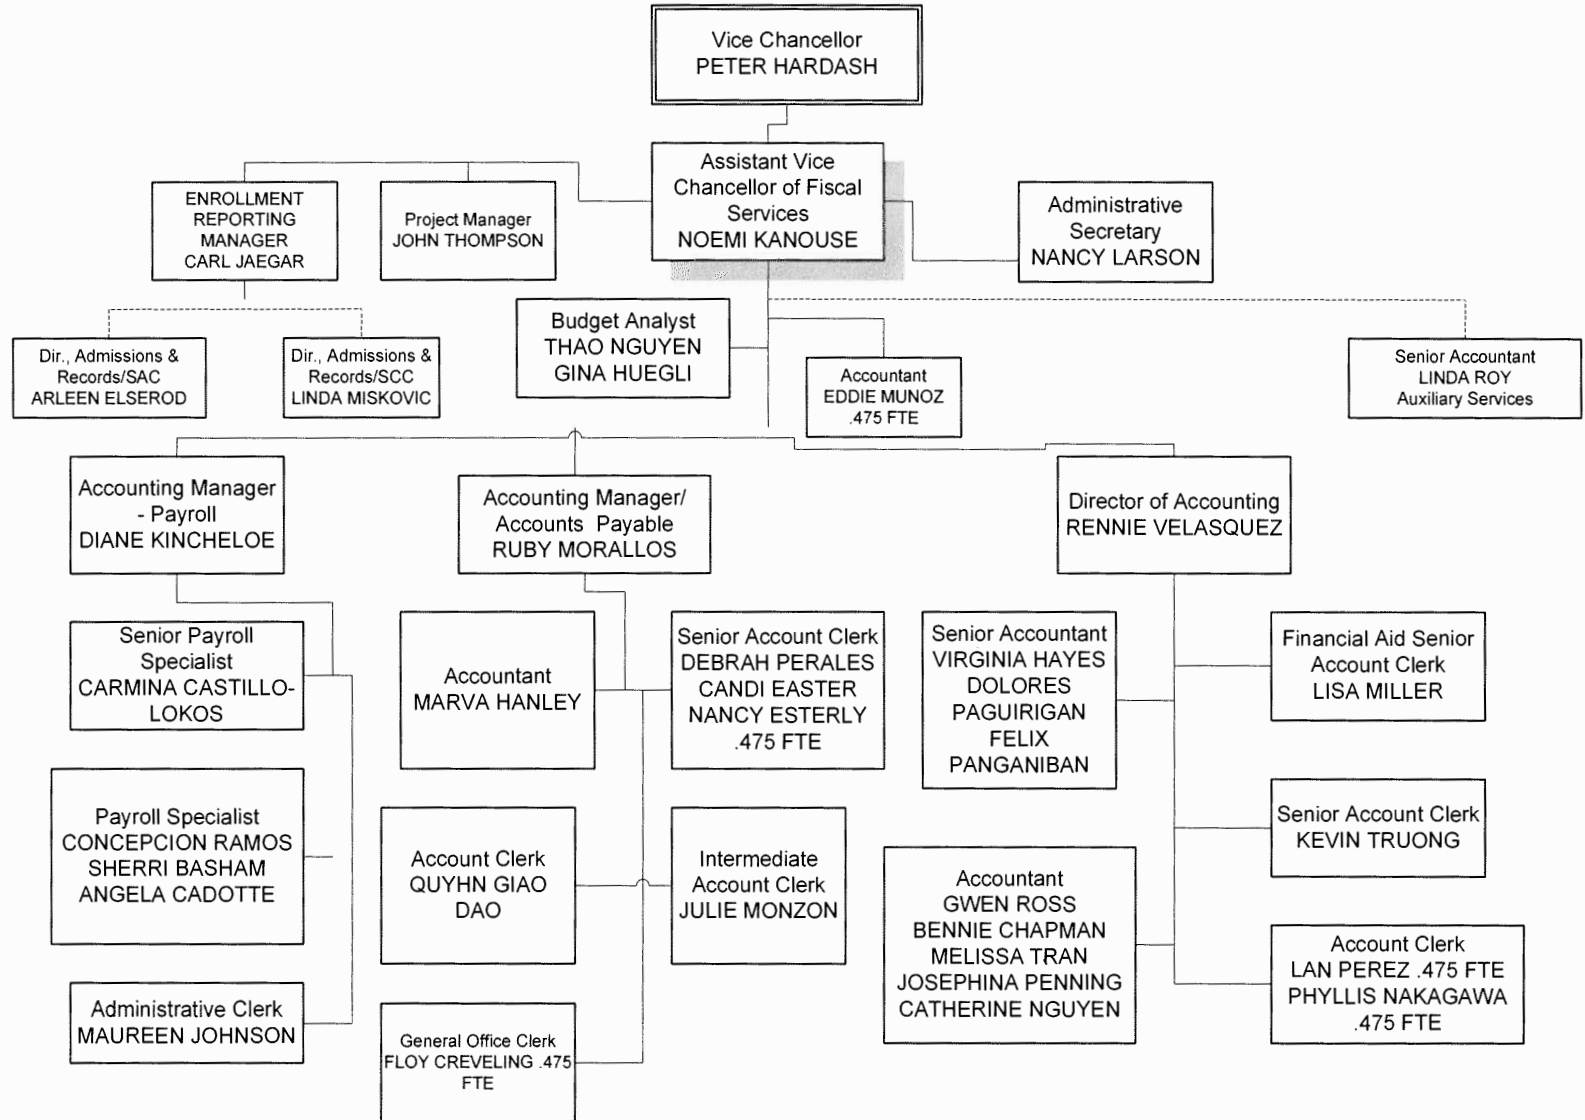 Vice Chancellor
PETER HARDASH
Assistant Vice
Chancellor of Fiscal
Services
NOEMI KANOUSE
ENROLLMENT
REPORTING
MANAGER
CARL JAEGAR
Project Manager
JOHN THOMPSON
Administrative
Secretary
NANCY LARSON
Budget Analyst
THAO NGUYEN
GINA HUEGLI
Dir., Admissions &
Records/SAC
ARLEEN ELSEROD
Dir., Admissions &
Records/SCC
LINDA MISKOVIC
Accountant
EDDIE MUNOZ
.475 FTE
Senior Accountant
LINDA ROY
Auxiliary Services
Accounting Manager
- Payroll
DIANE KINCHELOE
Accounting Manager/
Accounts Payable
RUBY MORALLOS
Director of Accounting
RENNIE VELASQUEZ
Senior Payroll
Specialist
CARMINA CASTILLO-
LOKOS
Accountant
MARVA HANLEY
Senior Account Clerk
DEBRAH PERALES
CANDI EASTER
NANCY ESTERLY
.475 FTE
Senior Accountant
VIRGINIA HAYES
DOLORES
PAGUIRIGAN
FELIX
PANGANIBAN
Financial Aid Senior
Account Clerk
LISA MILLER
Payroll Specialist
CONCEPCION RAMOS
SHERRI BASHAM
ANGELA CADOTTE
Account Clerk
QUYHN GIAO
DAO
Intermediate
Account Clerk
JULIE MONZON
Senior Account Clerk
KEVIN TRUONG
Accountant
GWEN ROSS
BENNIE CHAPMAN
MELISSA TRAN
JOSEPHINA PENNING
CATHERINE NGUYEN
Account Clerk
LAN PEREZ .475 FTE
PHYLLIS NAKAGAWA
.475 FTE
Administrative Clerk
MAUREEN JOHNSON
General Office Clerk
FLOY CREVELING .475
FTE